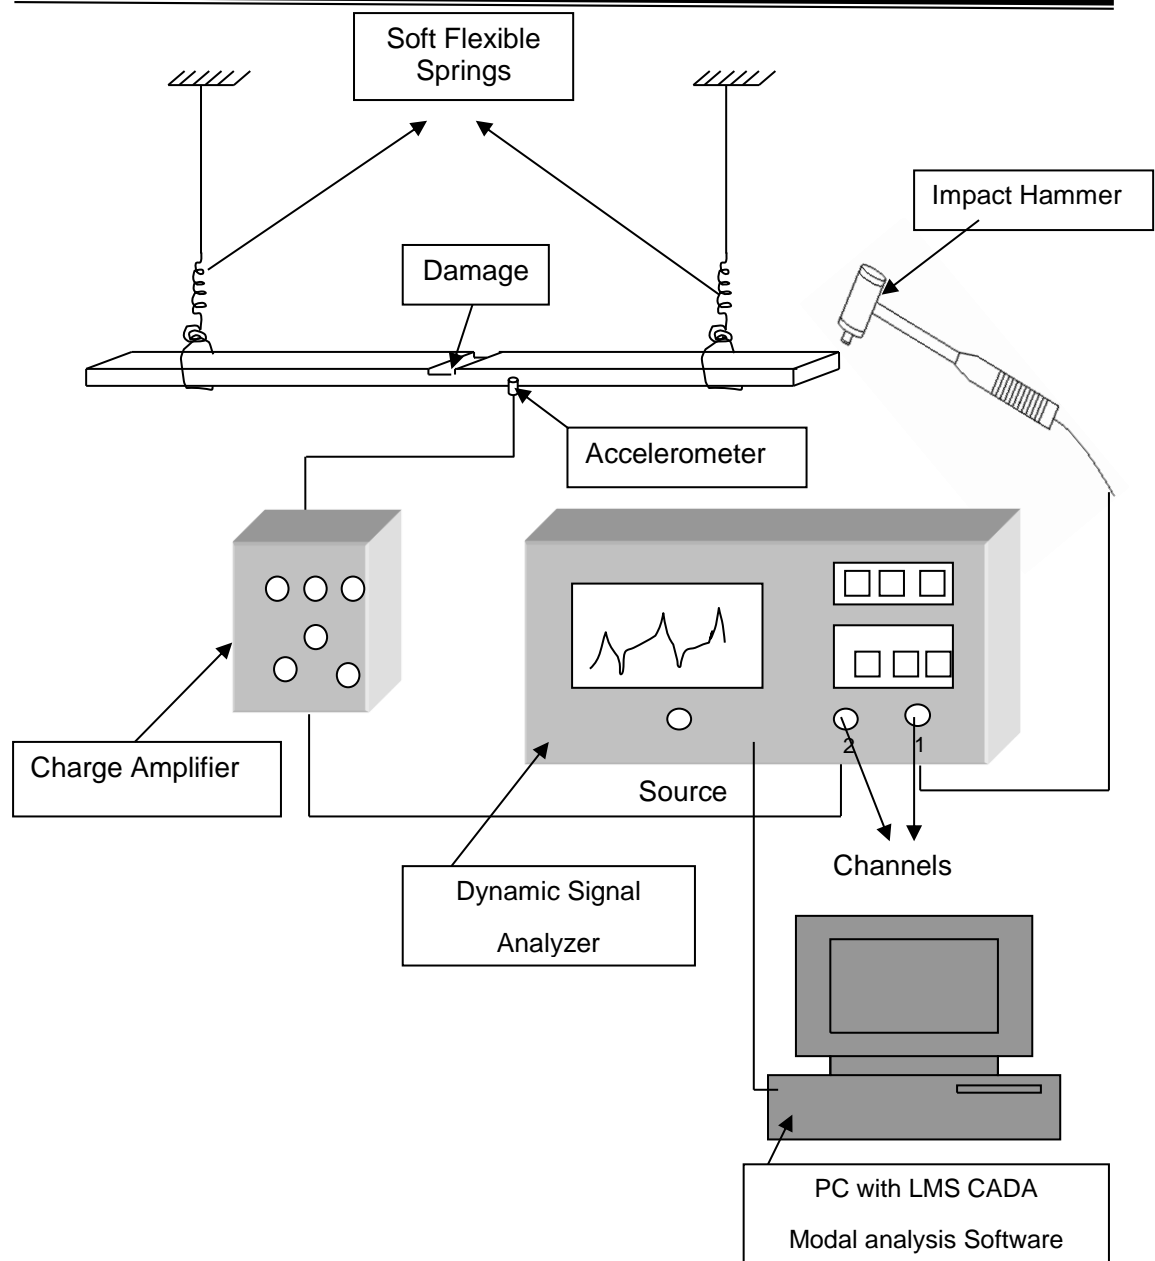 Soft Flexible
Springs
Impact Hammer
Damage
Accelerometer
2
1
Charge Amplifier
Source
Channels
Dynamic Signal
Analyzer
PC with LMS CADA
Modal analysis Software